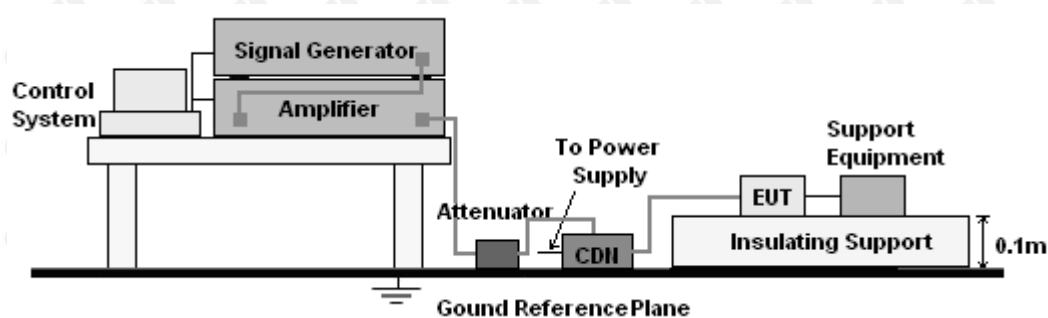 Signal Generator
Control
System
Amplifier
To Power
Supply
Support
Equipment
Attenuator
EUT
CDN
Insulating Support
0.1m
Gound Reference Plane